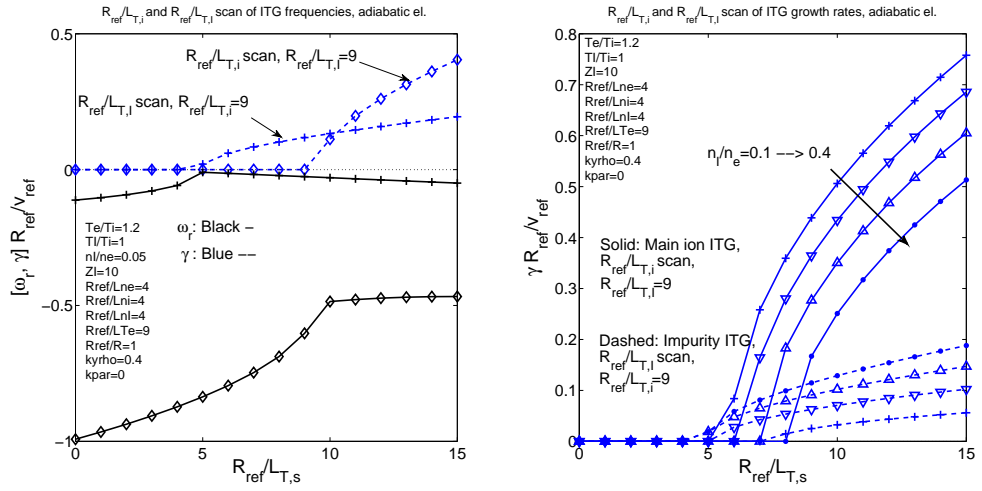 R_ref/L_T,i and R_ref/L_T,I scan of ITG frequencies, adiabatic el.
0.5
0
−0.5
−1
[ω_r, γ] R_ref/v_ref
R_ref/L_T,i scan, R_ref/L_T,I=9
R_ref/L_T,I scan, R_ref/L_T,i=9
Te/Ti=1.2
TI/Ti=1
nI/ne=0.05
ZI=10
Rref/Lne=4
Rref/Lni=4
Rref/LnI=4
Rref/LTe=9
Rref/R=1
kyrho=0.4
kpar=0
ω_r: Black −
γ: Blue −−
0 5 10 15
R_ref/L_T,s
R_ref/L_T,i and R_ref/L_T,I scan of ITG growth rates, adiabatic el.
0.8
0.7
0.6
0.5
0.4
0.3
0.2
0.1
0
γ R_ref/v_ref
Te/Ti=1.2
TI/Ti=1
ZI=10
Rref/Lne=4
Rref/Lni=4
Rref/LnI=4
Rref/LTe=9
Rref/R=1
kyrho=0.4
kpar=0
n_I/n_e=0.1 −−> 0.4
Solid: Main ion ITG,
R_ref/L_T,i scan,
R_ref/L_T,I=9
Dashed: Impurity ITG,
R_ref/L_T,I scan,
R_ref/L_T,i=9
0 5 10 15
R_ref/L_T,s